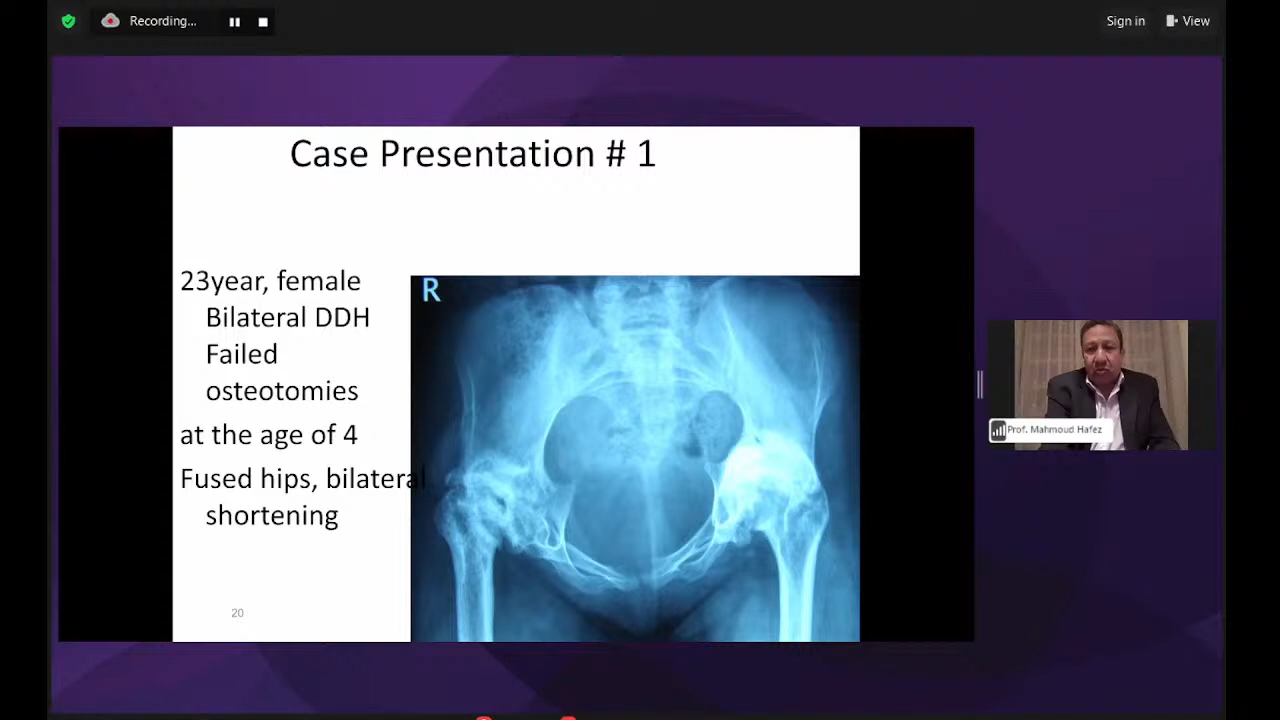 Recording...
Sign in
View
Case Presentation # 1
23year, female
Bilateral DDH
Failed
osteotomies
at the age of 4
Fused hips, bilateral
shortening
R
20
Prof. Mahmoud Hafez